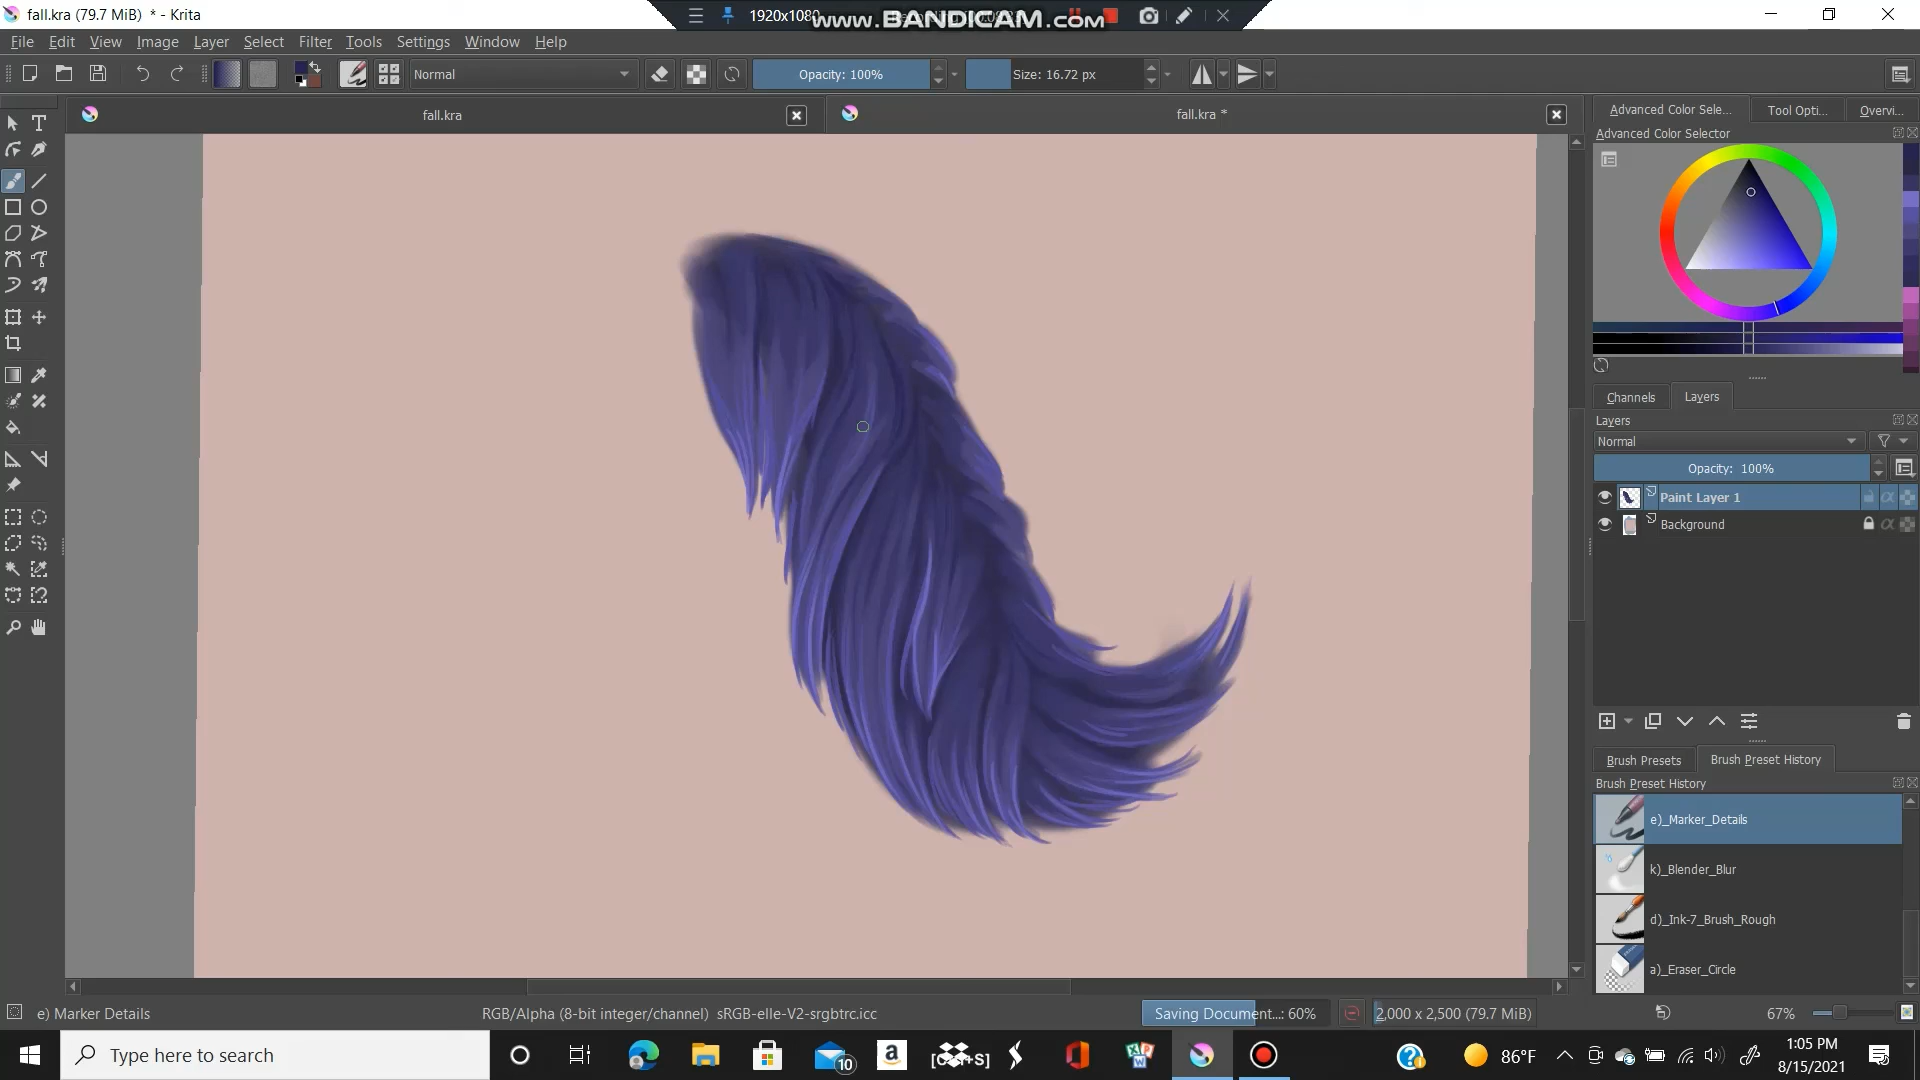 fall.kra (79.7 MiB) * - Krita
1920x1080
www.BANDICAM.com
File Edit View Image Layer Select Filter Tools Settings Window Help
Normal
Opacity: 100%
Size: 16.72 px
fall.kra
fall.kra *
Advanced Color Sele...
Tool Opti...
Overvi...
Advanced Color Selector
Channels
Layers
Layers
Normal
Opacity: 100%
Paint Layer 1
Background
Brush Presets
Brush Preset History
Brush Preset History
e)_Marker_Details
k)_Blender_Blur
d)_Ink-7_Brush_Rough
a)_Eraser_Circle
e) Marker Details
RGB/Alpha (8-bit integer/channel) sRGB-elle-V2-srgbtrc.icc
Saving Document...: 60%
2,000 x 2,500 (79.7 MiB)
67%
Type here to search
10
a
86°F
1:05 PM
8/15/2021